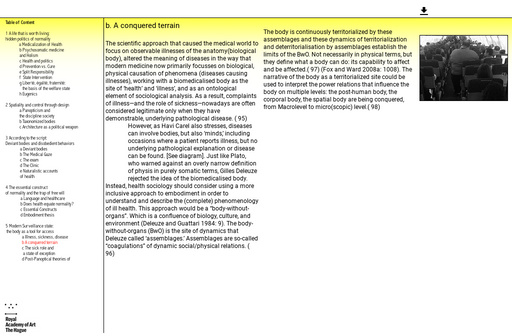 Table of Content
1 A life that is worth living:
hidden politics of normality
a Medicalization of Health
b Psychosomatic medicine
and Hotism
c Health and politics
d Prevention vs. Cure
e Split Responsibility
f State intervention
g Liberté, égalité, fraternité
the basis of the welfare state
h Eugenics
2 Spatiality and control through design
a Panopticism and
the discipline society
b Taxonomized bodies
c Architecture as a political weapon
3 According to the script:
Deviant bodies and disobedient behaviors
a Deviant bodies
b The Medical Gaze
c The exam
d The Clinic
e Naturalistic accounts
of health
4 The essential construct
of normality and the trap of free will
a Language and healthcare
b Does health equate normality?
c Essential Constructs
d Embodiment thesis
5 Modern Surveillance state:
the body as a tool for access
a Illness, sickness, disease
b A conquered terrain
c The sick role and
a state of exception
d Post-Panoptical theories of
Royal
Academy of Art
The Hague
b. A conquered terrain
The scientific approach that caused the medical world to
focus on observable illnesses of the anatomy(biological
body), altered the meaning of diseases in the way that
modern medicine now primarily focusses on biological,
physical causation of phenomena (diseases causing
illnesses), working with a biomedicalised body as the
site of 'health' and 'illness', and as an ontological
element of sociological analysis. As a result, complaints
of illness—and the role of sickness—nowadays are often
considered legitimate only when they have
demonstrable, underlying pathological disease. ( 95)
However, as Havi Carel also stresses, diseases
can involve bodies, but also 'minds', including
occasions where there is pain or illness, but no
underlying pathological explanation or disease
can be found. [See diagram]. Just like Plato,
who warned against an overly narrow definition
of physis in purely somatic terms, Gilles Deleuze
rejected the idea of the biomedicalised body.
Instead, health sociology should consider using a more
inclusive approach to embodiment in order to
understand and describe the (complete) phenomenology
of ill health. This approach would be a "body-without-
organs". Which is a confluence of biology, culture, and
environment (Deleuze and Guattari 1984: 9). The body-
without-organs (BwO) is the site of dynamics that
Deleuze called 'assemblages.' Assemblages are so-called
"coagulations" of dynamic social/physical relations. (
96)
The body is continuously territorialized by these
assemblages and these dynamics of territorialization
and deterritorialisation by assemblages establish the
limits of the BwO. Not necessarily what a body is, but
they define what a body can do: its capability to affect
and be affected.( 97) (Fox and Ward 2008a: 1008). The
narrative of the body as a territorialized site could be
used to interpret the power relations that influence the
body on multiple levels: the post-human body, the
corporal body, the spatial body are being conquered,
from Macrolevel to micro(scopic) level.( 98)